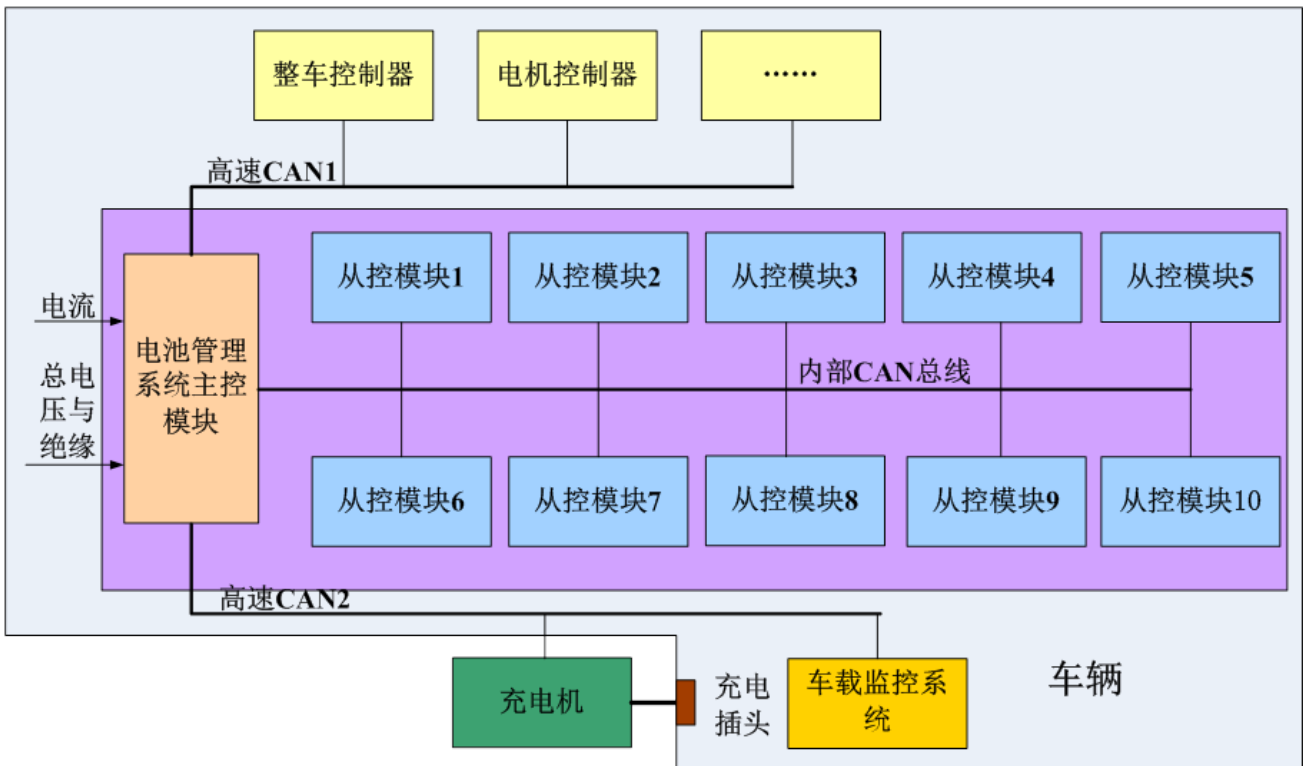 整车控制器
电机控制器
······
高速CAN1
从控模块1
从控模块2
从控模块3
从控模块4
从控模块5
电流
电池管理
系统主控
模块
总电
压与
绝缘
内部CAN总线
从控模块6
从控模块7
从控模块8
从控模块9
从控模块10
高速CAN2
充电机
充电
插头
车载监控系
统
车辆